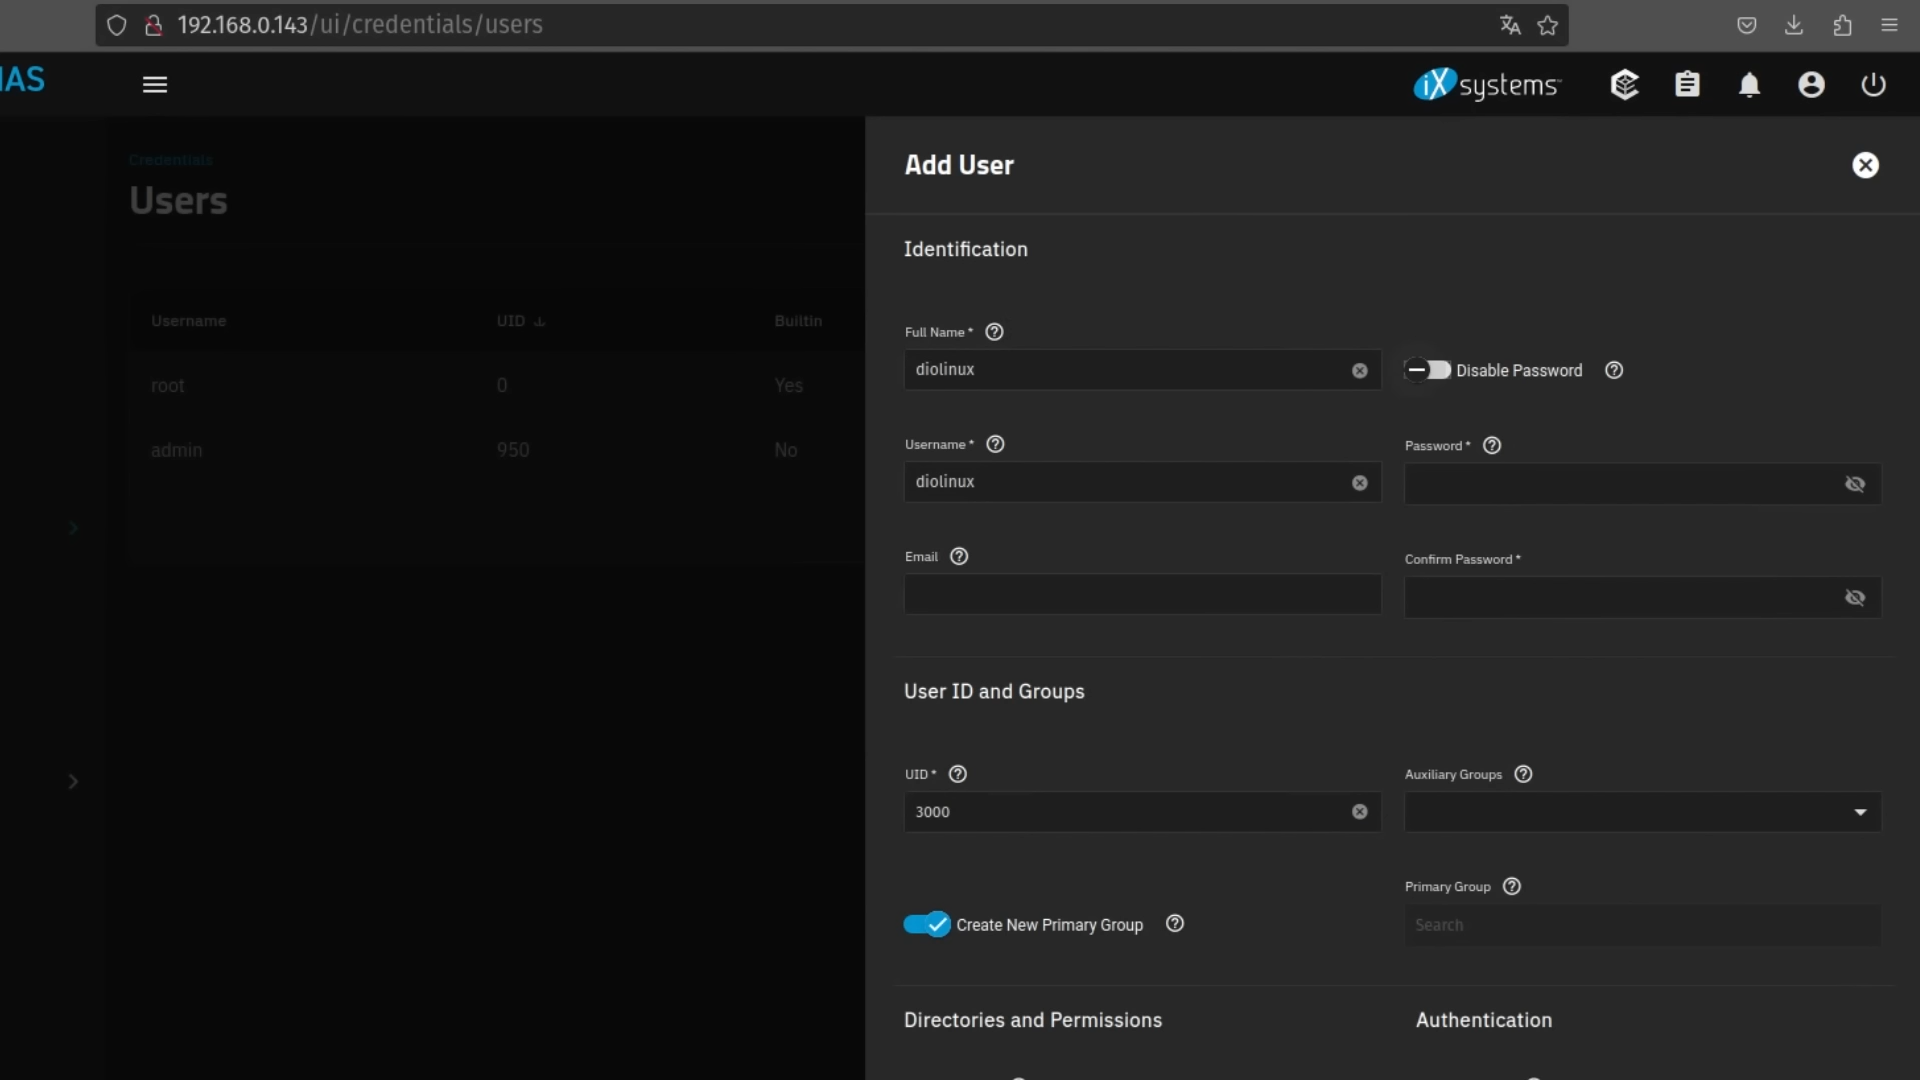 192.168.0.143/ui/credentials/users
iXsystems
Add User
Credentials
Users
Identification
Username
UID
Builtin
Full Name *
diolinux
Disable Password
root
0
Yes
Username *
diolinux
Password *
admin
950
No
Email
Confirm Password *
User ID and Groups
UID *
3000
Auxiliary Groups
Create New Primary Group
Primary Group
Search
Directories and Permissions
Authentication